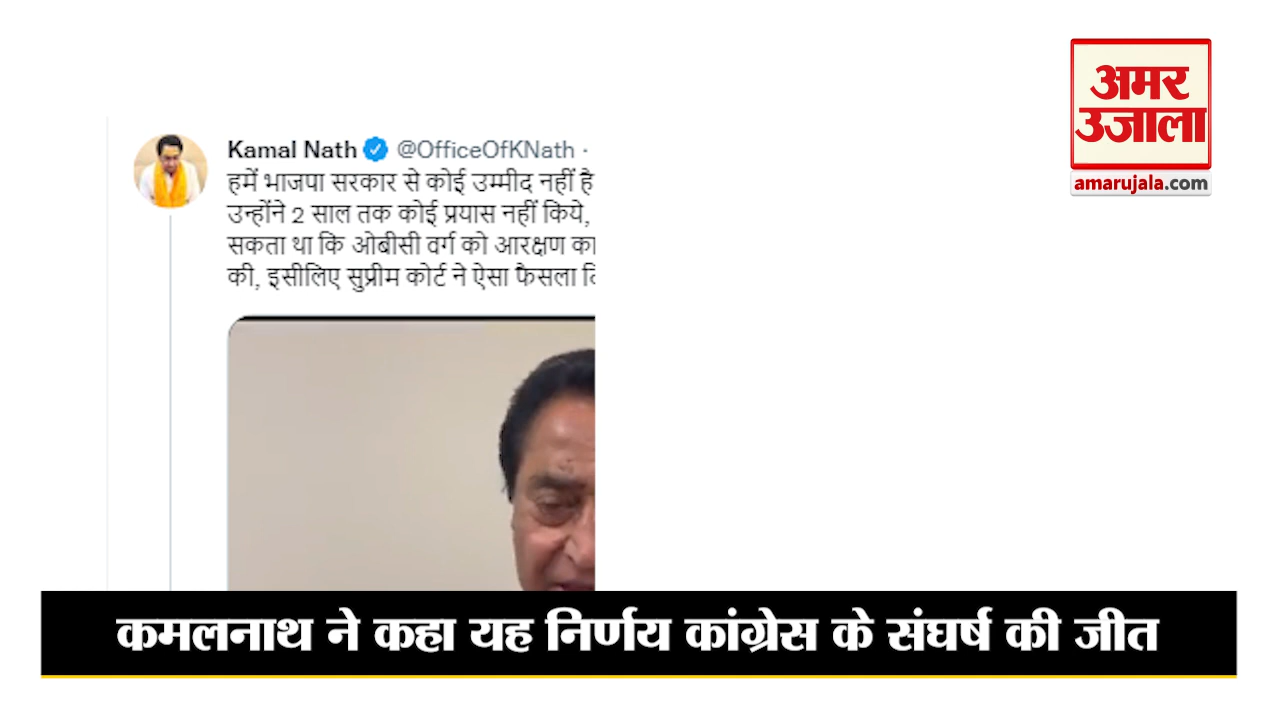 अमर
उजाला
amarujala.com
Kamal Nath @OfficeOfKNath ·
हमें भाजपा सरकार से कोई उम्मीद नहीं है
उन्होंने 2 साल तक कोई प्रयास नहीं किये,
सकता था कि ओबीसी वर्ग को आरक्षण का
की, इसीलिए सुप्रीम कोर्ट ने ऐसा फैसला
कमलनाथ ने कहा यह निर्णय कांग्रेस के संघर्ष की जीत